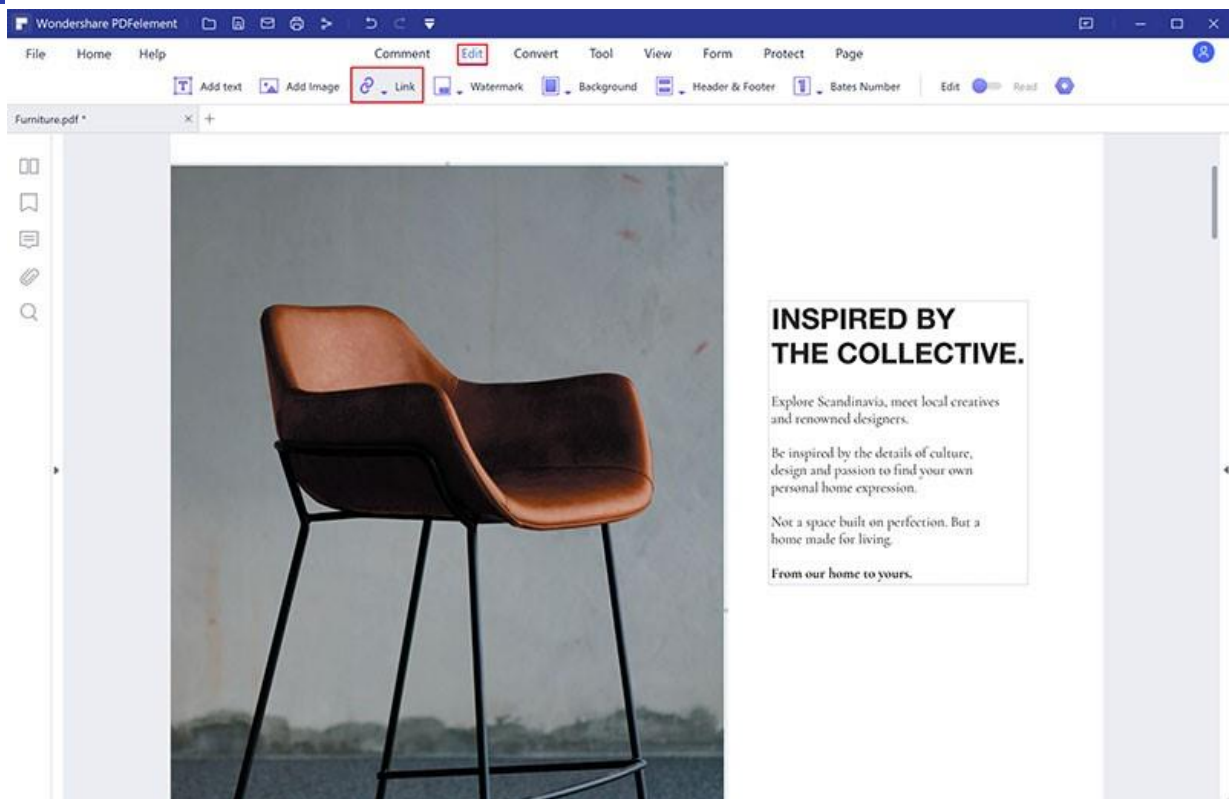 Wondershare PDFelement
File Home Help Comment Edit Convert Tool View Form Protect Page
Add text Add Image Link Watermark Background Header & Footer Bates Number Edit Read
Furniture.pdf *
INSPIRED BY
THE COLLECTIVE.
Explore Scandinavia, meet local creatives
and renowned designers.
Be inspired by the details of culture,
design and passion to find your own
personal home expression.
Not a space built on perfection. But a
home made for living.
From our home to yours.